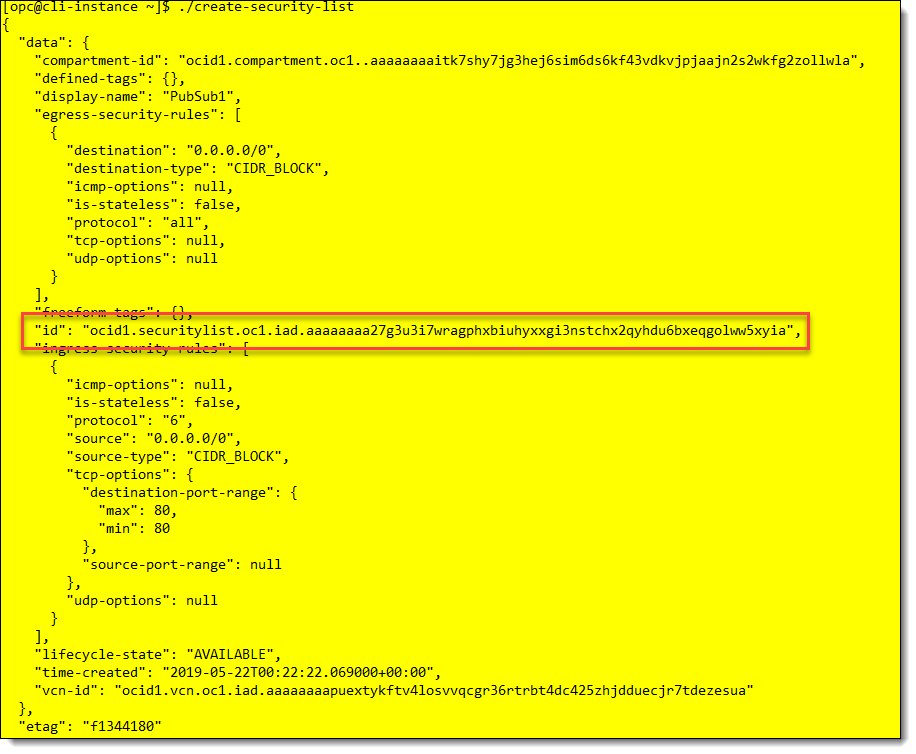 [opc@cli-instance ~]$ ./create-security-list
{
  "data": {
    "compartment-id": "ocid1.compartment.oc1..aaaaaaaaitk7shy7jg3hej6sim6ds6kf43vdkvjpjaajn2s2wkfg2zollwla",
    "defined-tags": {},
    "display-name": "PubSub1",
    "egress-security-rules": [
      {
        "destination": "0.0.0.0/0",
        "destination-type": "CIDR_BLOCK",
        "icmp-options": null,
        "is-stateless": false,
        "protocol": "all",
        "tcp-options": null,
        "udp-options": null
      }
    ],
    "freeform-tags": {},
    "id": "ocid1.securitylist.oc1.iad.aaaaaaaa27g3u3i7wragphxbiuhyxxgi3nstchx2qyhdu6bxeqgolww5xyia",
    "ingress-security-rules": [
      {
        "icmp-options": null,
        "is-stateless": false,
        "protocol": "6",
        "source": "0.0.0.0/0",
        "source-type": "CIDR_BLOCK",
        "tcp-options": {
          "destination-port-range": {
            "max": 80,
            "min": 80
          },
          "source-port-range": null
        },
        "udp-options": null
      }
    ],
    "lifecycle-state": "AVAILABLE",
    "time-created": "2019-05-22T00:22:22.069000+00:00",
    "vcn-id": "ocid1.vcn.oc1.iad.aaaaaaaapuextykftv4losvvqcgr36rtrbt4dc425zhjdduecjr7tdezesua"
  },
  "etag": "f1344180"